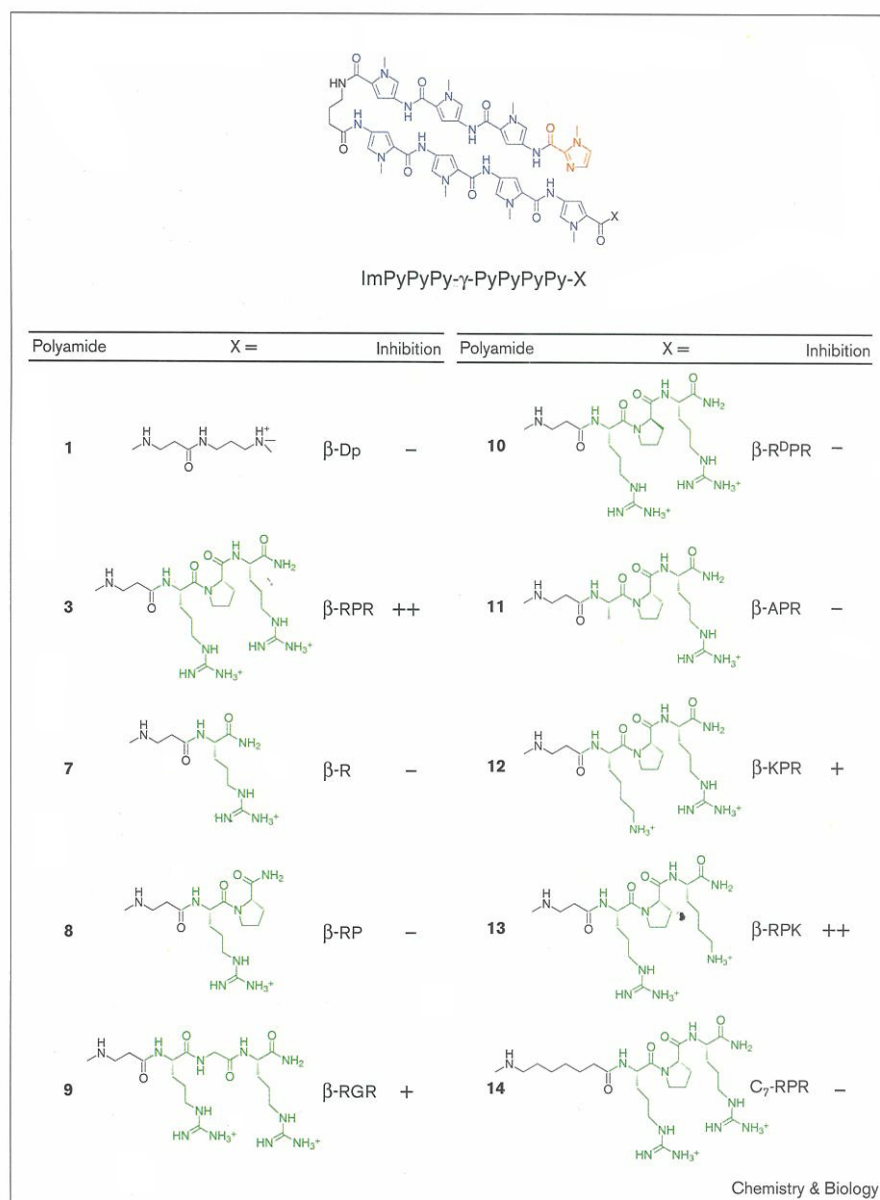 ImPyPyPy-γ-PyPyPyPy-X
Polyamide X = Inhibition
1 β-Dp −
3 β-RPR ++
7 β-R −
8 β-RP −
9 β-RGR +
Polyamide X = Inhibition
10 β-RᴰPR −
11 β-APR −
12 β-KPR +
13 β-RPK ++
14 C₇-RPR −
Chemistry & Biology